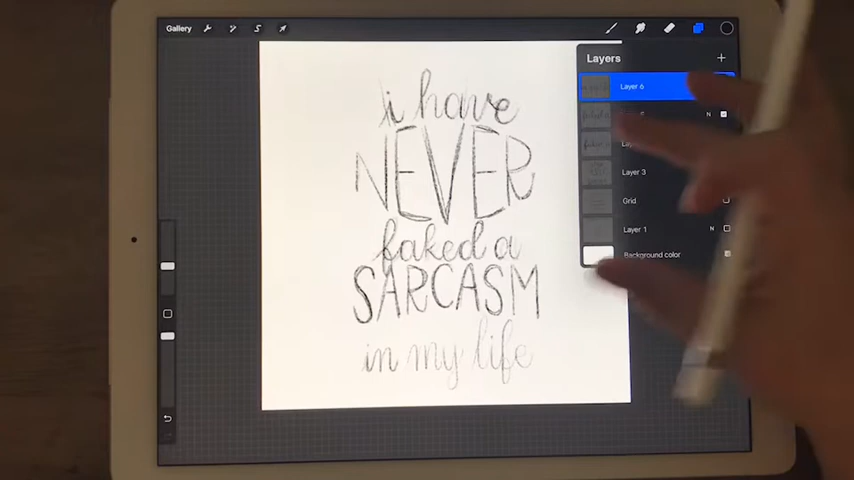 Gallery
Layers
Layer 6
Layer 3
Grid
Layer 1
N
Background color
i have
NEVER
faked a
SARCASM
in my life